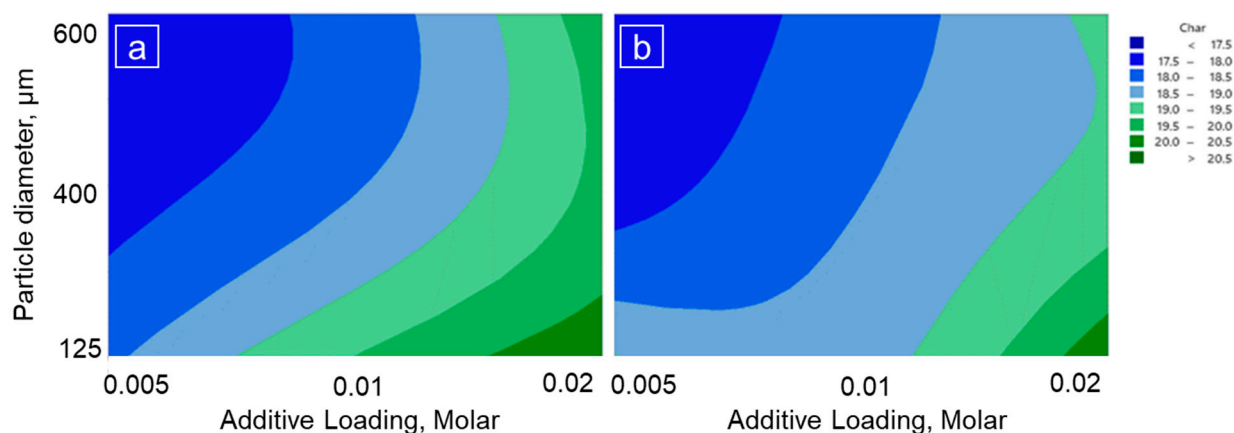 a
b
Particle diameter, µm
600
400
125
0.005
0.01
0.02
Additive Loading, Molar
0.005
0.01
0.02
Additive Loading, Molar
Char
< 17.5
17.5 – 18.0
18.0 – 18.5
18.5 – 19.0
19.0 – 19.5
19.5 – 20.0
20.0 – 20.5
> 20.5